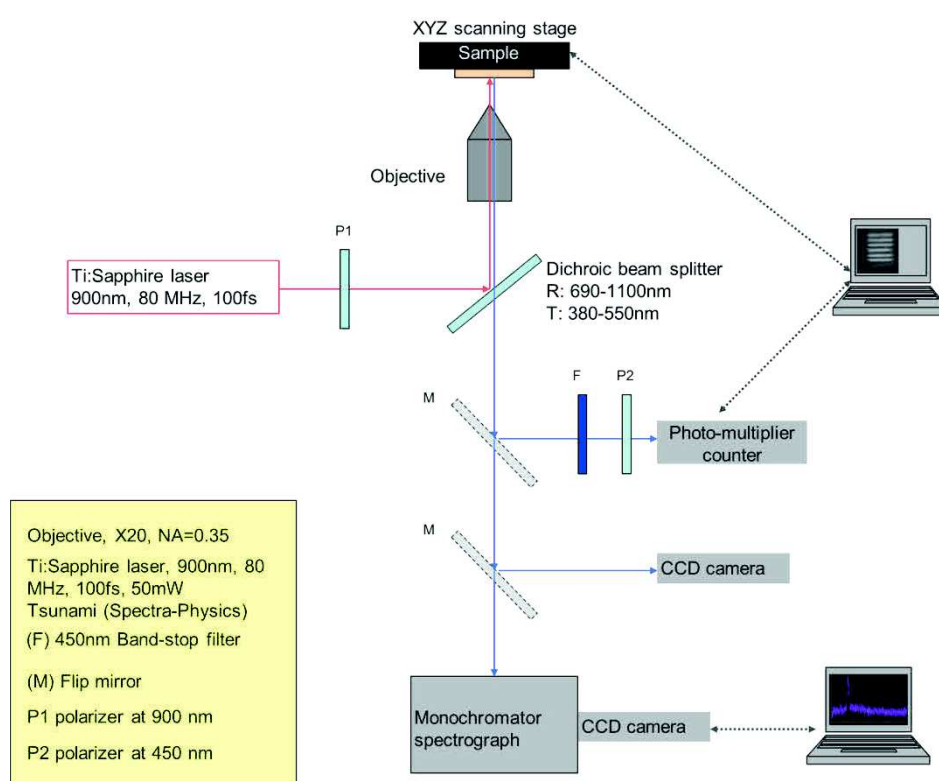 XYZ scanning stage
Sample
Objective
P1
Ti:Sapphire laser
900nm, 80 MHz, 100fs
Dichroic beam splitter
R: 690-1100nm
T: 380-550nm
M
F
P2
Photo-multiplier
counter
M
CCD camera
Monochromator
spectrograph
CCD camera
Objective, X20, NA=0.35
Ti:Sapphire laser, 900nm, 80
MHz, 100fs, 50mW
Tsunami (Spectra-Physics)
(F) 450nm Band-stop filter
(M) Flip mirror
P1 polarizer at 900 nm
P2 polarizer at 450 nm